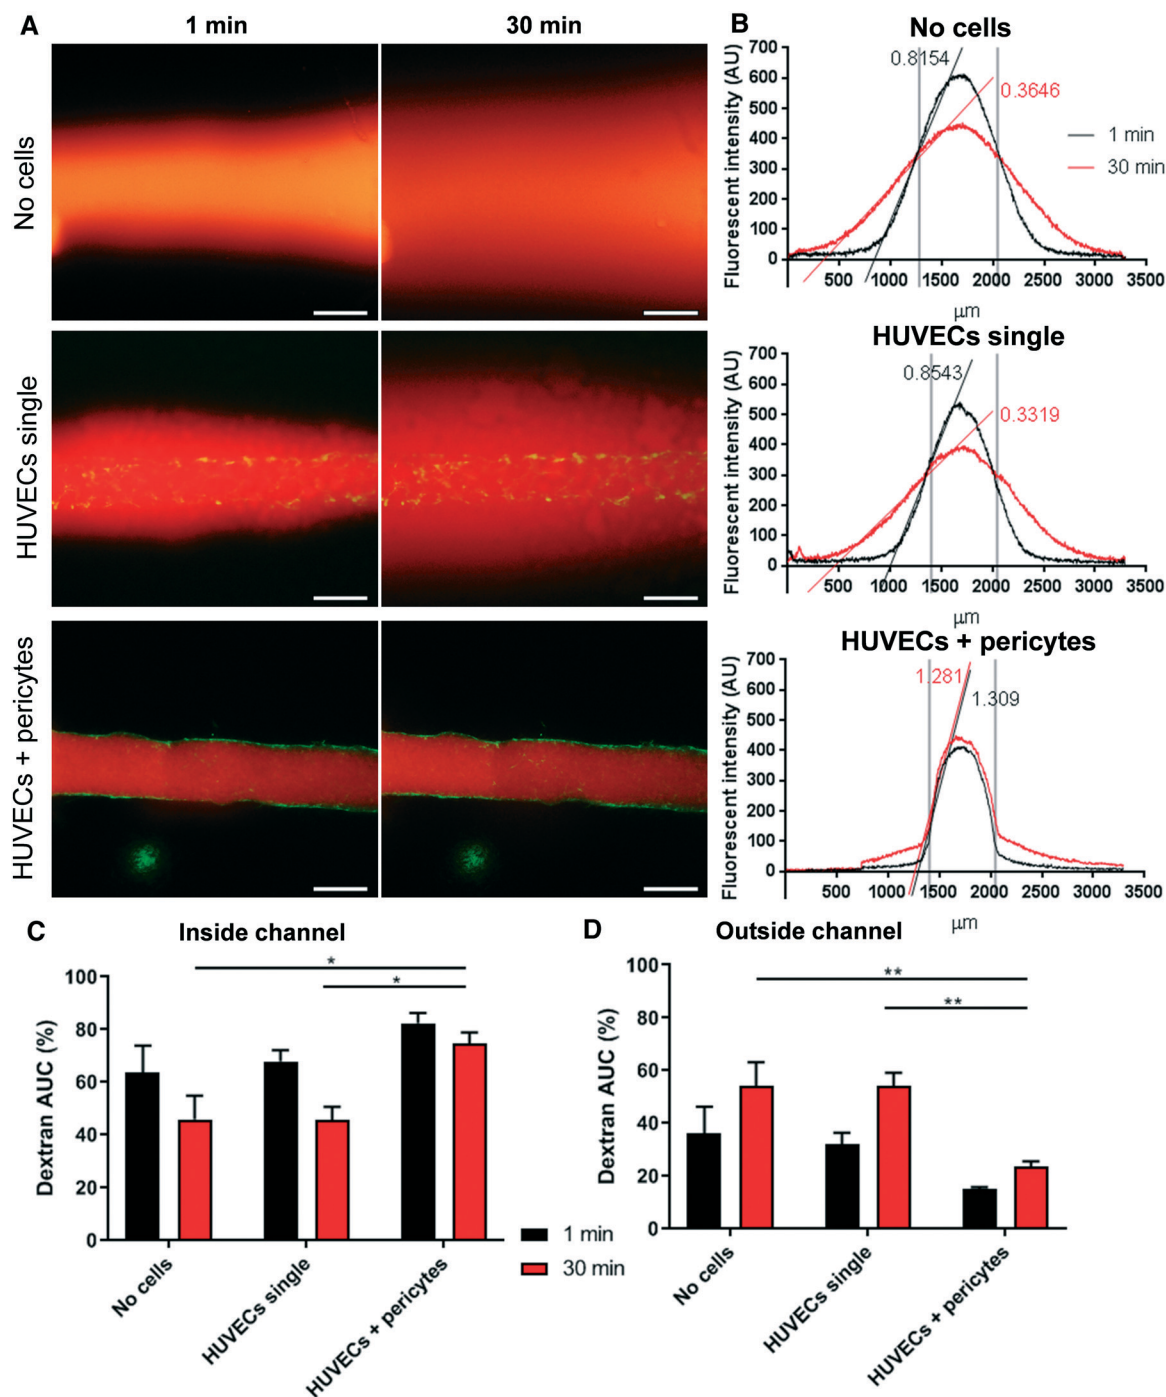 A
1 min
30 min
No cells
HUVECs single
HUVECs + pericytes
B
No cells
Fluorescent intensity (AU)
700
600
500
400
300
200
100
0
0.8154
0.3646
1 min
30 min
500 1000 1500 2000 2500 3000 3500
μm
HUVECs single
Fluorescent intensity (AU)
700
600
500
400
300
200
100
0
0.8543
0.3319
500 1000 1500 2000 2500 3000 3500
μm
HUVECs + pericytes
Fluorescent intensity (AU)
700
600
500
400
300
200
100
0
1.281
1.309
500 1000 1500 2000 2500 3000 3500
μm
C
Inside channel
Dextran AUC (%)
100
80
60
40
20
0
*
*
No cells
HUVECs single
HUVECs + pericytes
1 min
30 min
D
Outside channel
Dextran AUC (%)
100
80
60
40
20
0
**
**
No cells
HUVECs single
HUVECs + pericytes